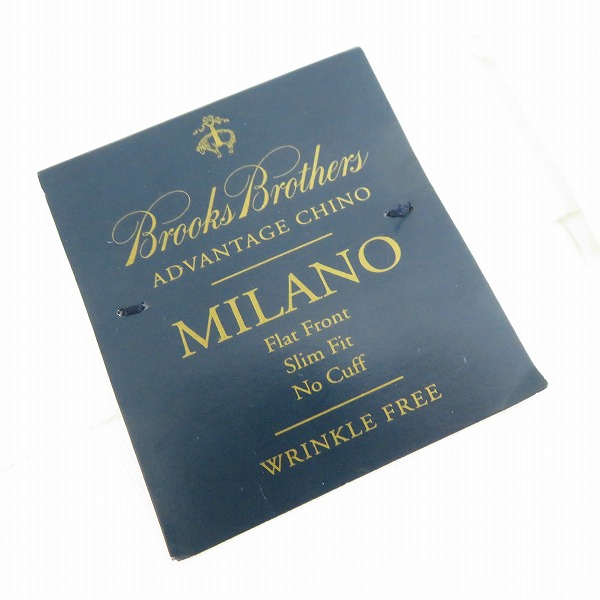 Brooks Brothers
ADVANTAGE CHINO
MILANO
Flat Front
Slim Fit
No Cuff
WRINKLE FREE